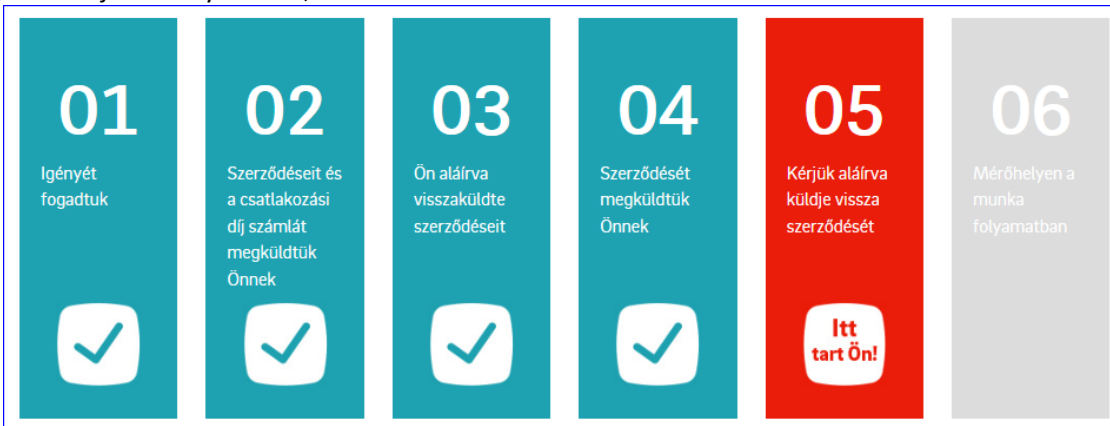 01
Igényét
fogadtuk
02
Szerződéseit és
a csatlakozási
díj számlát
megküldtük
Önnek
03
Ön aláírva
visszaküldte
szerződéseit
04
Szerződését
megküldtük
Önnek
05
Kérjük aláírva
küldje vissza
szerződését
Itt
tart Ön!
06
Mérőhelyen a
munka
folyamatban